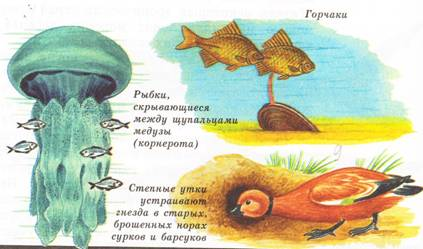 Горчаки
Рыбки,
скрывающиеся
между щупальцами
медузы
(корнерота)
Степные утки
устраивают
гнезда в старых,
брошенных норах
сурков и барсуков